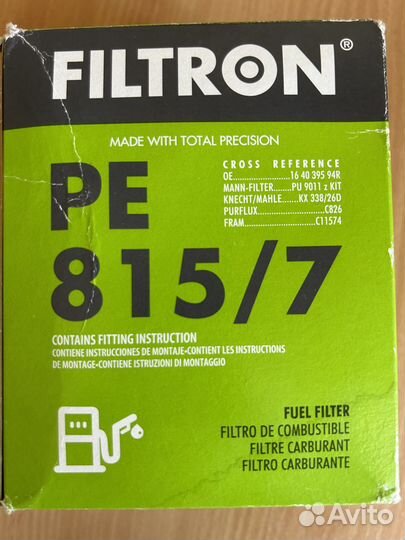 FILTRON®
MADE WITH TOTAL PRECISION
PE
815/7
CROSS REFERENCE
OE......................16 40 395 94R
MANN-FILTER........PU 9011 z KIT
KNECHT/MAHLE......KX 338/26D
PURFLUX......................C826
FRAM......................C11574
CONTAINS FITTING INSTRUCTION
CONTIENE INSTRUCCIONES DE MONTAJE-CONTIENT LES INSTRUCTIONS
DE MONTAGE-CONTIENE ISTRUZIONI DI MONTAGGIO
FUEL FILTER
FILTRO DE COMBUSTIBLE
FILTRE CARBURANT
FILTRO CARBURANTE
Avito